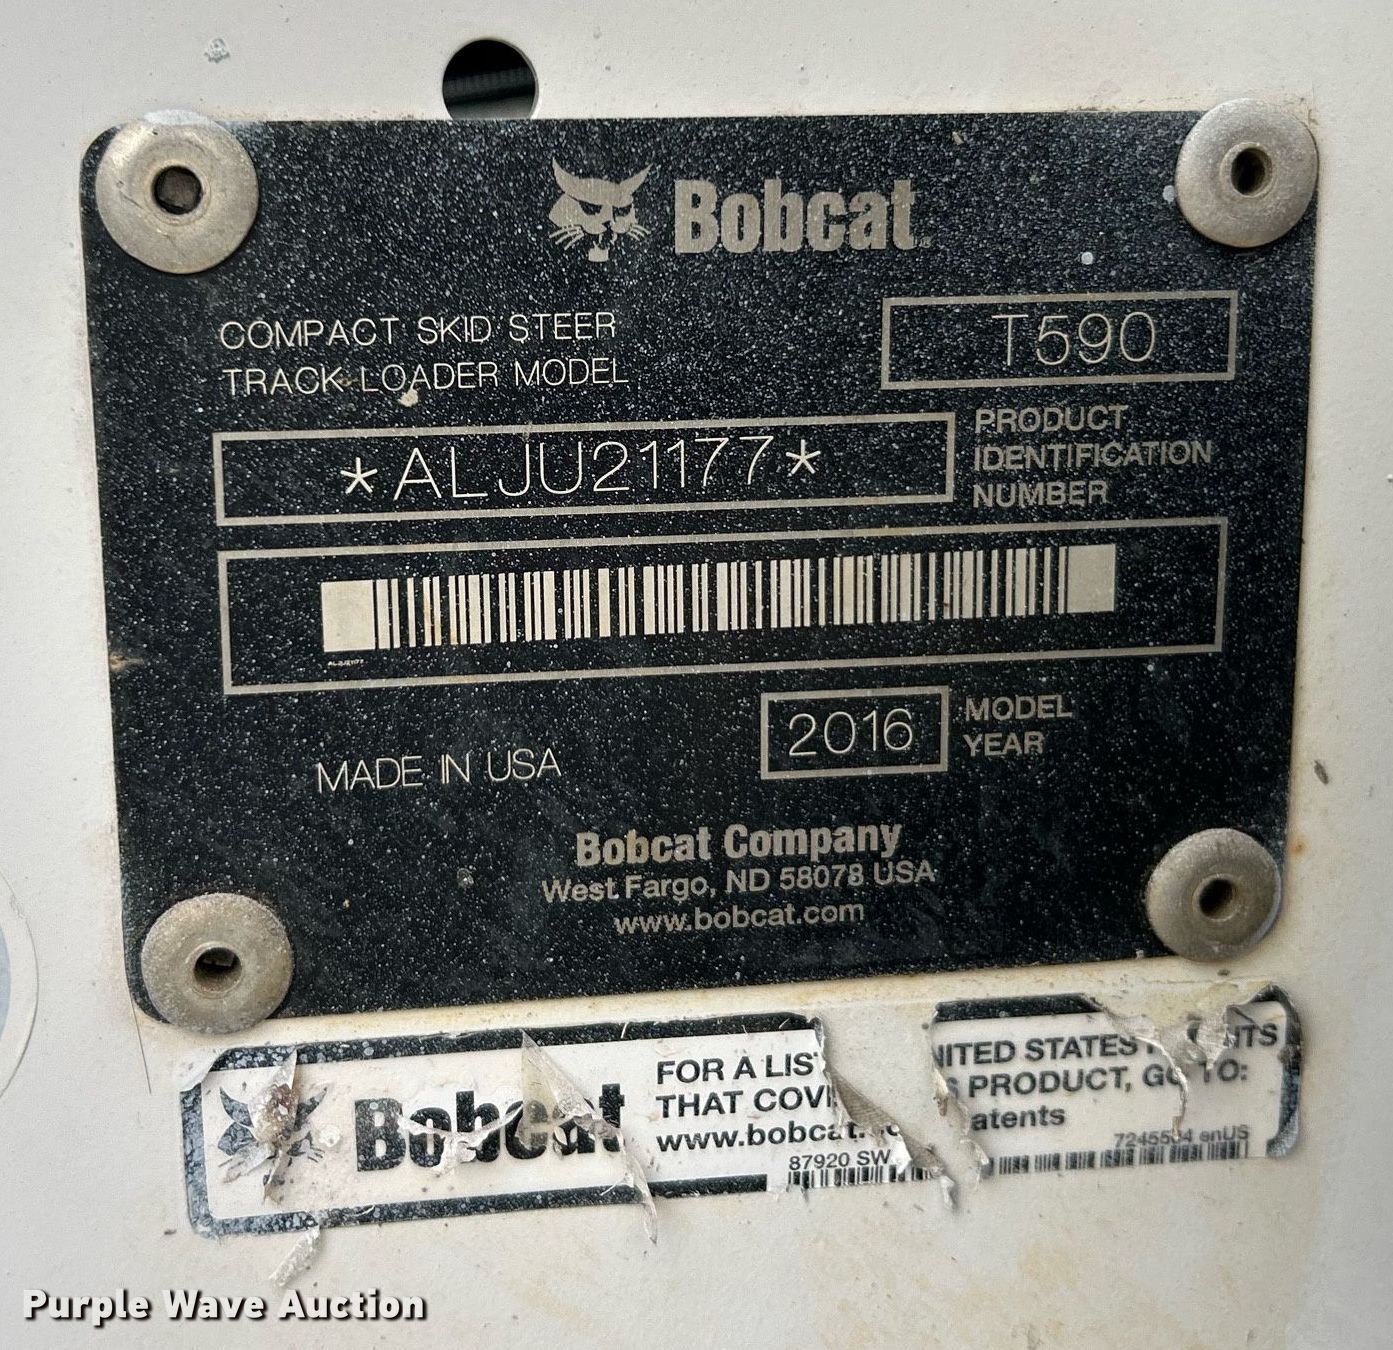 Bobcat
COMPACT SKID STEER
TRACK LOADER MODEL
T590
*ALJU21177*
PRODUCT
IDENTIFICATION
NUMBER
ALJU21177
2016
MODEL
YEAR
MADE IN USA
Bobcat Company
West Fargo, ND 58078 USA
www.bobcat.com
Bobcat
FOR A LIS NITED STATES
THAT COV PRODUCT, GO TO:
www.bobcat. atents
87920 SW
enUS
Purple Wave Auction